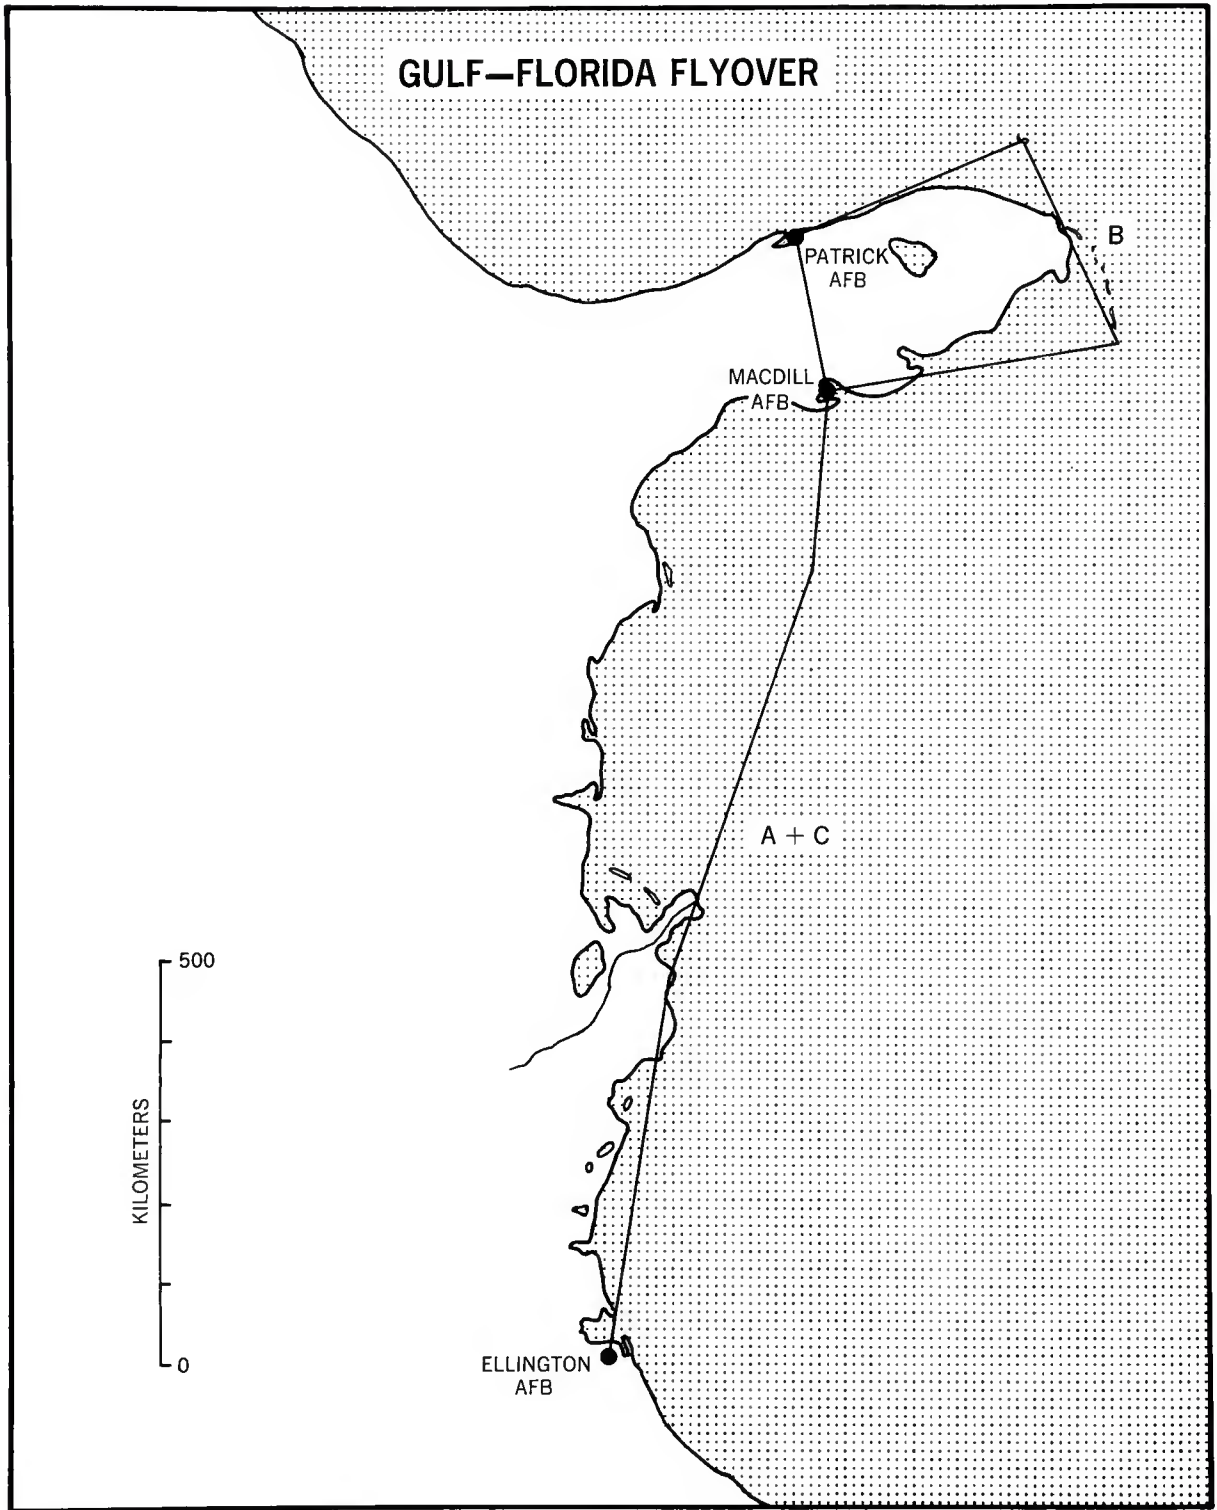 GULF—FLORIDA FLYOVER
B
PATRICK
AFB
MACDILL
AFB
A + C
500
KILOMETERS
0
ELLINGTON
AFB